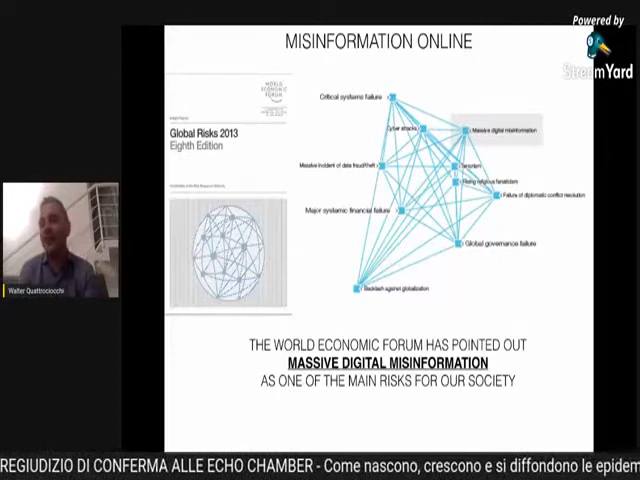 Powered by
StreamYard
MISINFORMATION ONLINE
WORLD
ECONOMIC
FORUM
Global Risks 2013
Eighth Edition
Critical systems failure
Cyber attacks
Massive digital misinformation
Massive incident of data fraud/theft
Terrorism
Rising religious fanaticism
Failure of diplomatic conflict resolution
Major systemic financial failure
Global governance failure
Backlash against globalization
Walter Quattrociocchi
THE WORLD ECONOMIC FORUM HAS POINTED OUT
MASSIVE DIGITAL MISINFORMATION
AS ONE OF THE MAIN RISKS FOR OUR SOCIETY
REGIUDIZIO DI CONFERMA ALLE ECHO CHAMBER - Come nascono, crescono e si diffondono le epidem